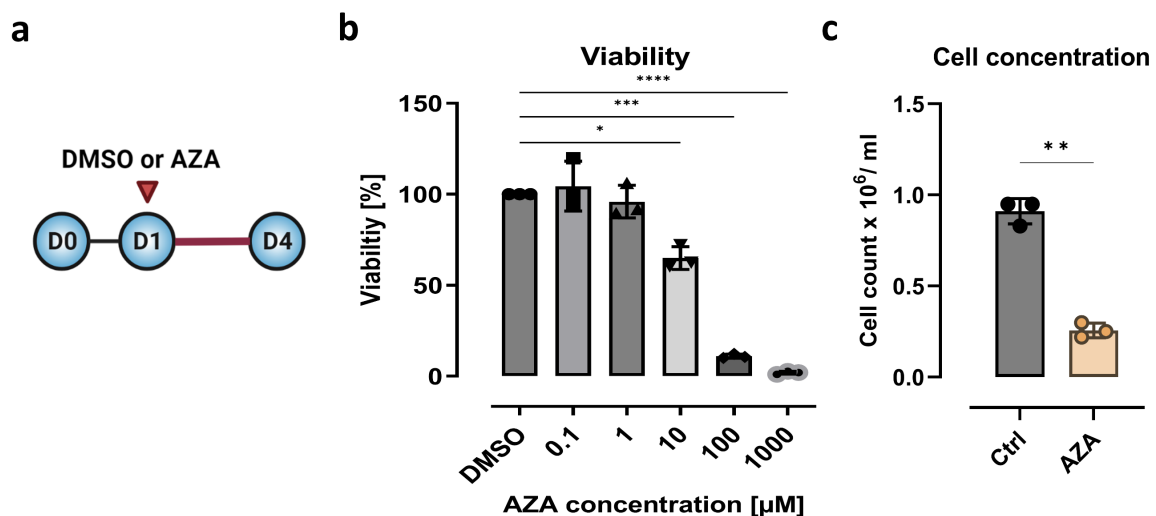 a
DMSO or AZA
D0 D1 D4
b
Viability
****
***
*
Viabiltiy [%]
150
100
50
0
DMSO 0.1 1 10 100 1000
AZA concentration [µM]
c
Cell concentration
**
Cell count x 10⁶/ ml
1.5
1.0
0.5
0.0
Ctrl AZA